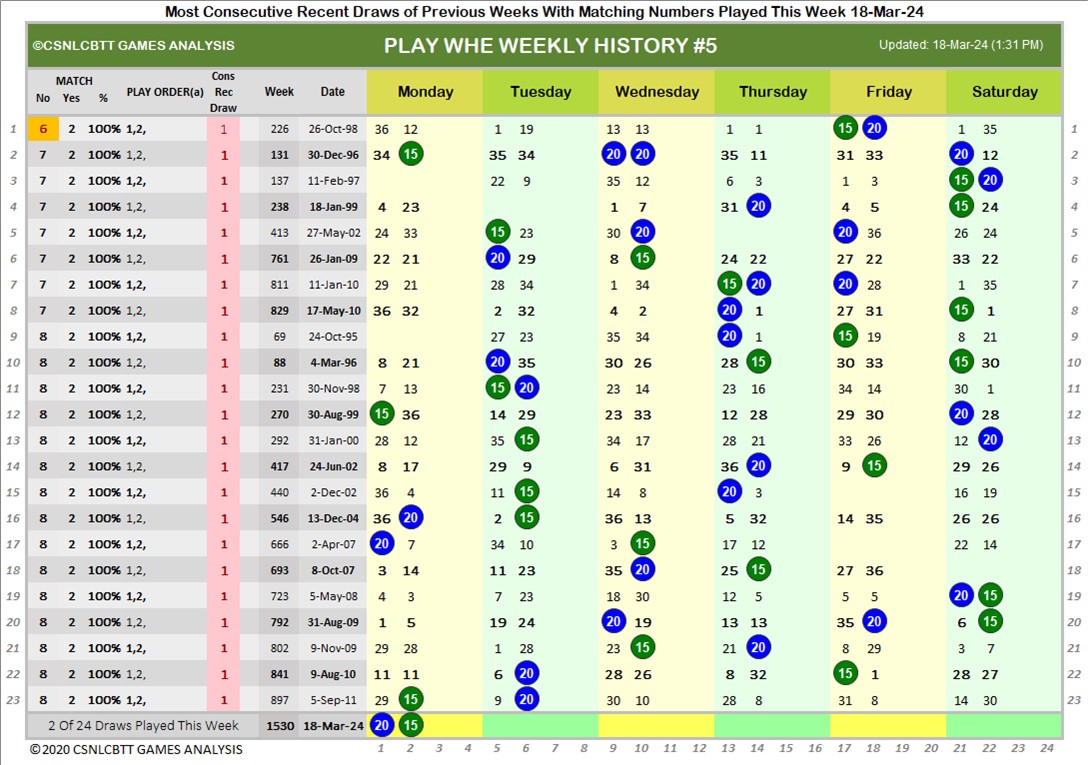 Most Consecutive Recent Draws of Previous Weeks With Matching Numbers Played This Week 18-Mar-24
©CSNLCBTT GAMES ANALYSIS PLAY WHE WEEKLY HISTORY #5 Updated: 18-Mar-24 (1:31 PM)
MATCH Cons
No Yes % PLAY ORDER(a) Rec Week Date Monday Tuesday Wednesday Thursday Friday Saturday
Draw
1 6 2 100% 1,2, 1 226 26-Oct-98 36 12 1 19 13 13 1 1 15 20 1 35 1
2 7 2 100% 1,2, 1 131 30-Dec-96 34 15 35 34 20 20 35 11 31 33 20 12 2
3 7 2 100% 1,2, 1 137 11-Feb-97 22 9 35 12 6 3 1 3 15 20 3
4 7 2 100% 1,2, 1 238 18-Jan-99 4 23 1 7 31 20 4 5 15 24 4
5 7 2 100% 1,2, 1 413 27-May-02 24 33 15 23 30 20 20 36 26 24 5
6 7 2 100% 1,2, 1 761 26-Jan-09 22 21 20 29 8 15 24 22 27 22 33 22 6
7 7 2 100% 1,2, 1 811 11-Jan-10 29 21 28 34 1 34 15 20 20 28 1 35 7
8 7 2 100% 1,2, 1 829 17-May-10 36 32 2 32 4 2 20 1 27 31 15 1 8
9 8 2 100% 1,2, 1 69 24-Oct-95 27 23 35 34 20 1 15 19 8 21 9
10 8 2 100% 1,2, 1 88 4-Mar-96 8 21 20 35 30 26 28 15 30 33 15 30 10
11 8 2 100% 1,2, 1 231 30-Nov-98 7 13 15 20 23 14 23 16 34 14 30 1 11
12 8 2 100% 1,2, 1 270 30-Aug-99 15 36 14 29 23 33 12 28 29 30 20 28 12
13 8 2 100% 1,2, 1 292 31-Jan-00 28 12 35 15 34 17 28 21 33 26 12 20 13
14 8 2 100% 1,2, 1 417 24-Jun-02 8 17 29 9 6 31 36 20 9 15 29 26 14
15 8 2 100% 1,2, 1 440 2-Dec-02 36 4 11 15 14 8 20 3 16 19 15
16 8 2 100% 1,2, 1 546 13-Dec-04 36 20 2 15 36 13 5 32 14 35 26 26 16
17 8 2 100% 1,2, 1 666 2-Apr-07 20 7 34 10 3 15 17 12 22 14 17
18 8 2 100% 1,2, 1 693 8-Oct-07 3 14 11 23 35 20 25 15 27 36 18
19 8 2 100% 1,2, 1 723 5-May-08 4 3 7 23 18 30 12 5 5 5 20 15 19
20 8 2 100% 1,2, 1 792 31-Aug-09 1 5 19 24 20 19 13 13 35 20 6 15 20
21 8 2 100% 1,2, 1 802 9-Nov-09 29 28 1 28 23 15 21 20 8 29 3 7 21
22 8 2 100% 1,2, 1 841 9-Aug-10 11 11 6 20 28 26 8 32 15 1 28 27 22
23 8 2 100% 1,2, 1 897 5-Sep-11 29 15 9 20 30 10 28 8 31 8 14 30 23
2 Of 24 Draws Played This Week 1530 18-Mar-24 20 15
©2020 CSNLCBTT GAMES ANALYSIS 1 2 3 4 5 6 7 8 9 10 11 12 13 14 15 16 17 18 19 20 21 22 23 24